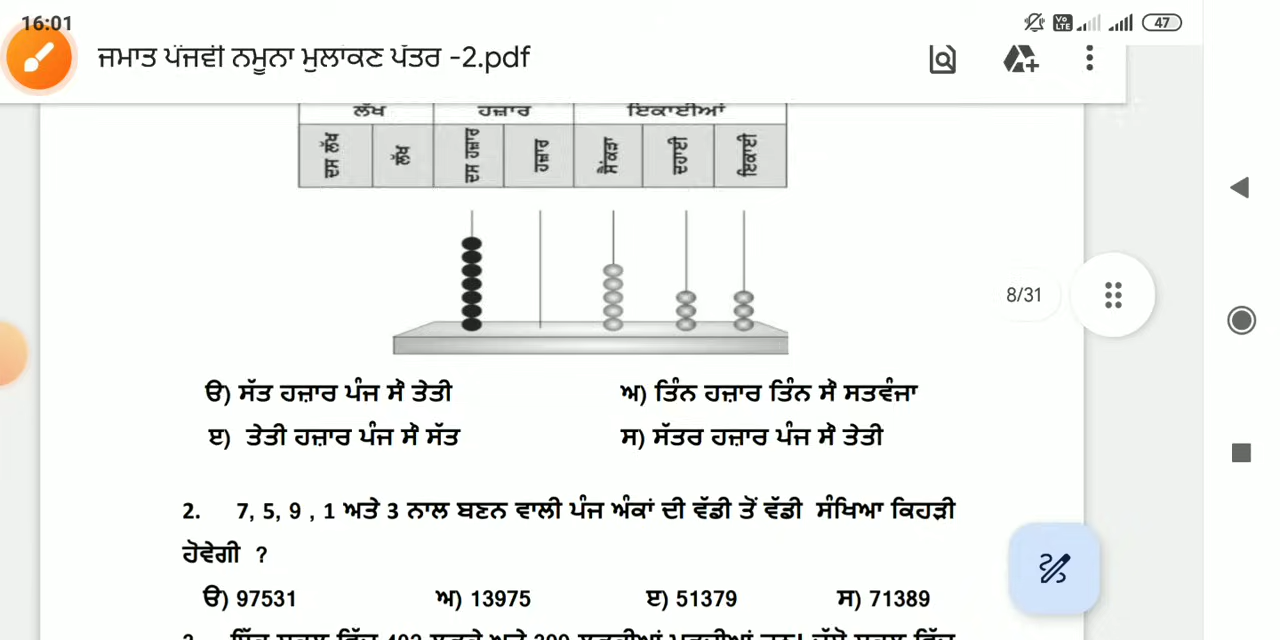 16:01
Vo LTE 47
ਜਮਾਤ ਪੰਜਵੀਂ ਨਮੂਨਾ ਮੁਲਾਂਕਣ ਪੱਤਰ -2.pdf
ਲੱਖ ਹਜ਼ਾਰ ਇਕਾਈਆਂ
ਦਸ ਲੱਖ ਲੱਖ ਦਸ ਹਜ਼ਾਰ ਹਜ਼ਾਰ ਸੈਂਕੜਾ ਦਹਾਈ ਇਕਾਈ
8/31
ੳ) ਸੱਤ ਹਜ਼ਾਰ ਪੰਜ ਸੌ ਤੇਤੀ ਅ) ਤਿੰਨ ਹਜ਼ਾਰ ਤਿੰਨ ਸੌ ਸਤਵੰਜਾ
ੲ) ਤੇਤੀ ਹਜ਼ਾਰ ਪੰਜ ਸੌ ਸੱਤ ਸ) ਸੱਤਰ ਹਜ਼ਾਰ ਪੰਜ ਸੌ ਤੇਤੀ
2. 7, 5, 9 , 1 ਅਤੇ 3 ਨਾਲ ਬਣਨ ਵਾਲੀ ਪੰਜ ਅੰਕਾਂ ਦੀ ਵੱਡੀ ਤੋਂ ਵੱਡੀ ਸੰਖਿਆ ਕਿਹੜੀ
ਹੋਵੇਗੀ ?
ੳ) 97531 ਅ) 13975 ੲ) 51379 ਸ) 71389